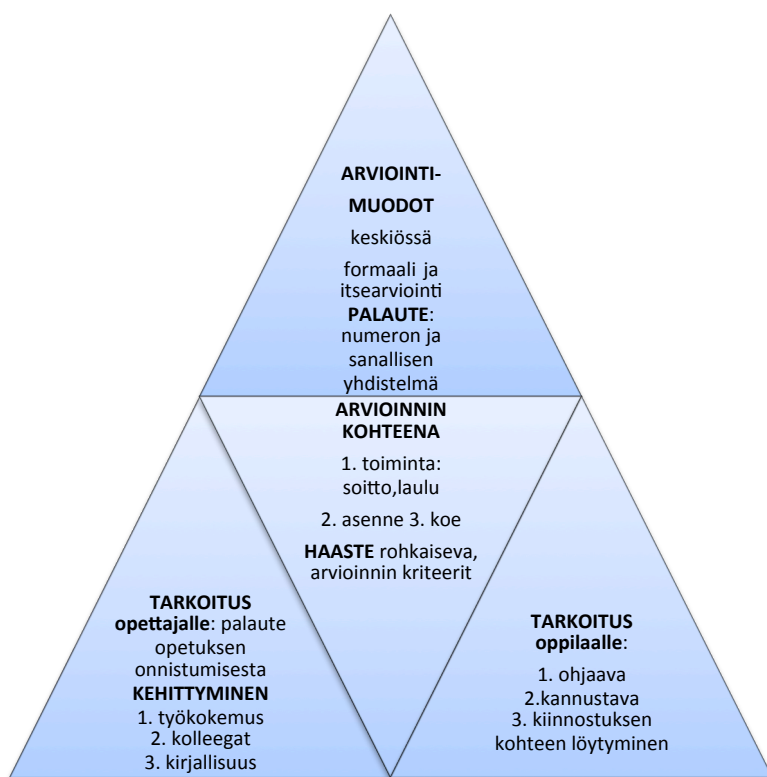 ARVIOINTI-
MUODOT
keskiössä
formaali ja
itsearviointi
PALAUTE:
numeron ja
sanallisen
yhdistelmä
ARVIOINNIN
KOHTEENA
1. toiminta:
soitto,laulu
2. asenne 3. koe
HAASTE rohkaiseva,
arvioinnin kriteerit
TARKOITUS
opettajalle: palaute
opetuksen
onnistumisesta
KEHITTYMINEN
1. työkokemus
2. kolleegat
3. kirjallisuus
TARKOITUS
oppilaalle:
1. ohjaava
2.kannustava
3. kiinnostuksen
kohteen löytyminen